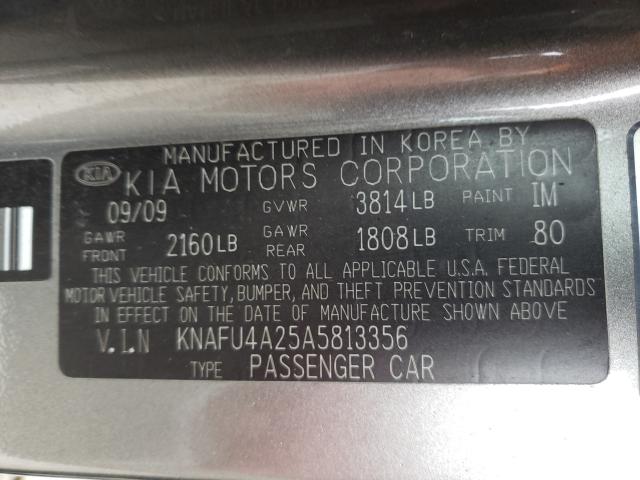 MANUFACTURED IN KOREA BY
KIA KIA MOTORS CORPORATION
09/09 GVWR 3814LB PAINT IM
GAWR FRONT 2160LB GAWR REAR 1808LB TRIM 80
THIS VEHICLE CONFORMS TO ALL APPLICABLE U.S.A. FEDERAL
MOTOR VEHICLE SAFETY, BUMPER, AND THEFT PREVENTION STANDARDS
IN EFFECT ON THE DATE OF MANUFACTURE SHOWN ABOVE
V.I.N KNAFU4A25A5813356
TYPE PASSENGER CAR